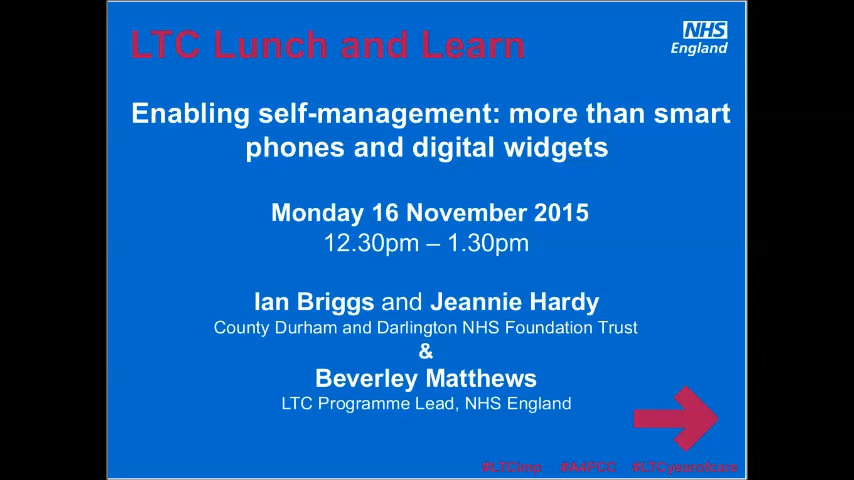 LTC Lunch and Learn
NHS
England
Enabling self-management: more than smart
phones and digital widgets
Monday 16 November 2015
12.30pm – 1.30pm
Ian Briggs and Jeannie Hardy
County Durham and Darlington NHS Foundation Trust
&
Beverley Matthews
LTC Programme Lead, NHS England
#LTCimp #A4PCC #LTCyearofcare